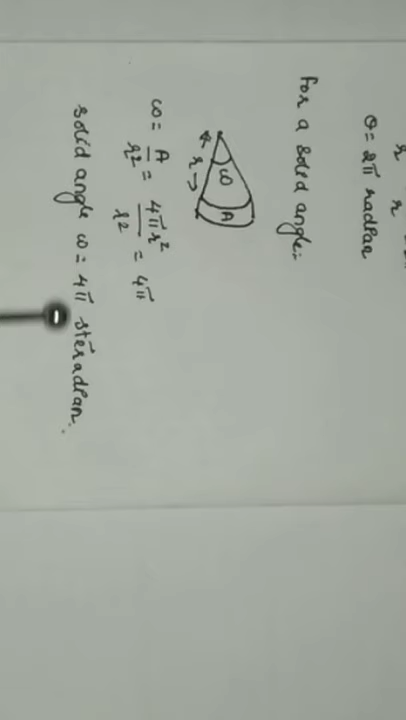 θ = 2π radian
For a solid angle:-
ω
A
r
ω = A/r² = 4πr²/r² = 4π
Solid angle ω = 4π steradian.